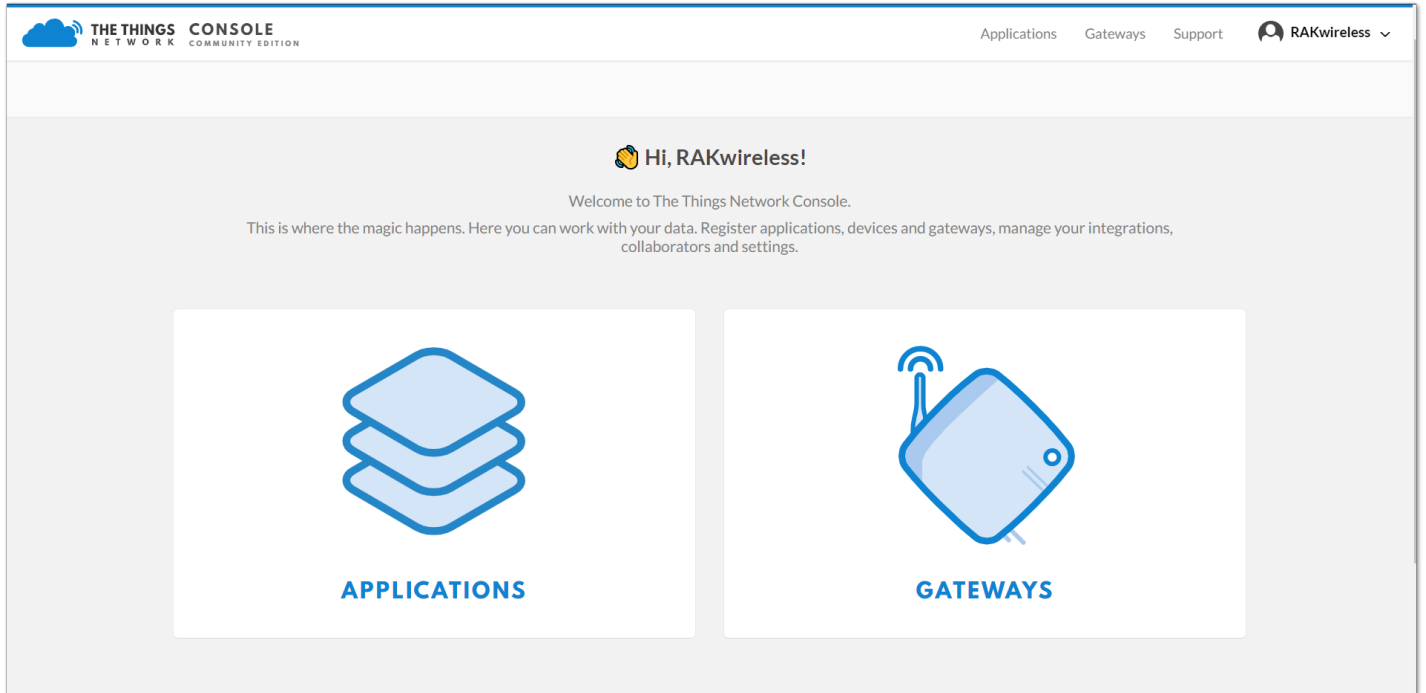 THE THINGS NETWORK CONSOLE COMMUNITY EDITION
Applications Gateways Support RAKwireless
Hi, RAKwireless!
Welcome to The Things Network Console.
This is where the magic happens. Here you can work with your data. Register applications, devices and gateways, manage your integrations,
collaborators and settings.
APPLICATIONS
GATEWAYS